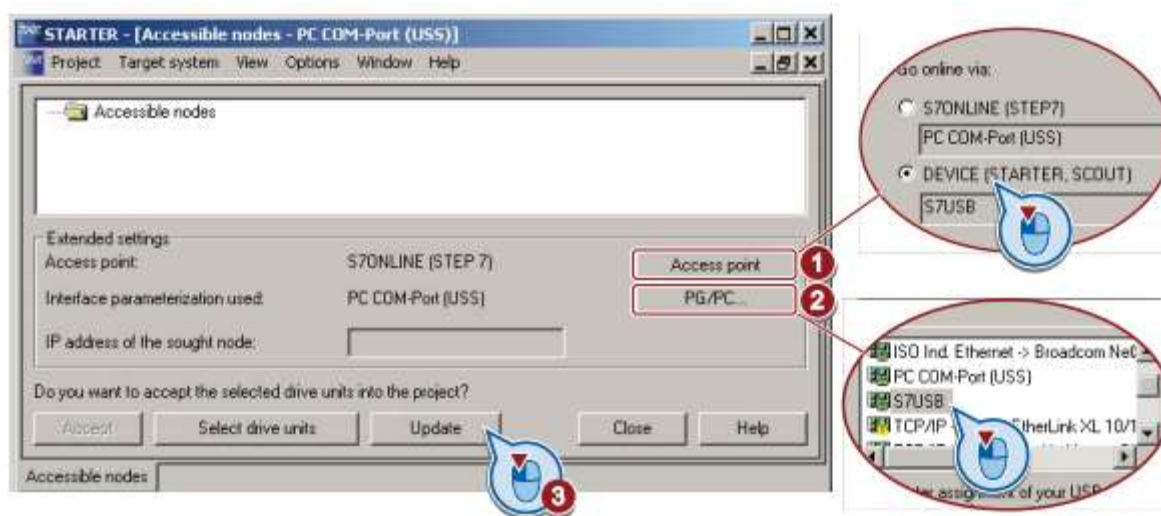 STARTER - [Accessible nodes - PC COM-Port (USS)]
Project Target system View Options Window Help
Accessible nodes
Extended settings
Access point: S7ONLINE (STEP 7) Access point 1
Interface parameterization used: PC COM-Port (USS) PG/PC... 2
IP address of the sought node:
Do you want to accept the selected drive units into the project?
Accept Select drive units Update Close Help
3
Accessible nodes
Go online via:
S7ONLINE (STEP7)
PC COM-Port (USS)
DEVICE (STARTER, SCOUT)
S7USB
ISO Ind. Ethernet -> Broadcom Net
PC COM-Port (USS)
S7USB
TCP/IP EtherLink XL 10/1
of your USB